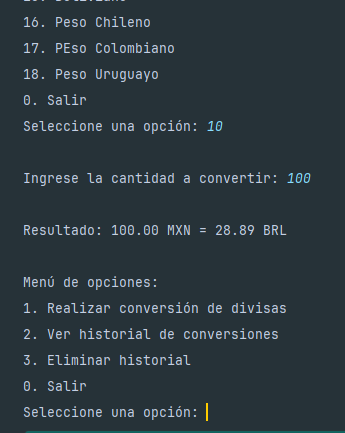 16. Peso Chileno
17. PEso Colombiano
18. Peso Uruguayo
0. Salir
Seleccione una opción: 10
Ingrese la cantidad a convertir: 100
Resultado: 100.00 MXN = 28.89 BRL
Menú de opciones:
1. Realizar conversión de divisas
2. Ver historial de conversiones
3. Eliminar historial
0. Salir
Seleccione una opción: